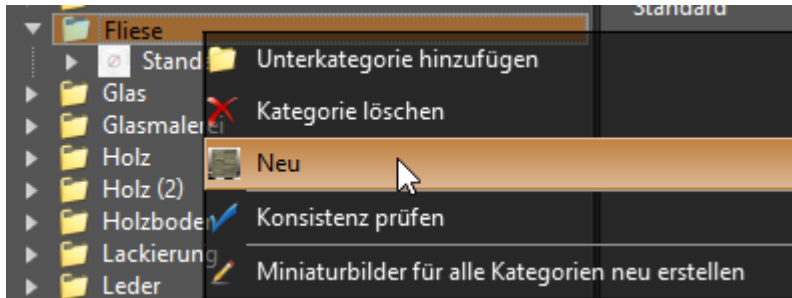 Standard
Fliese
Stand
Unterkategorie hinzufügen
Glas
Kategorie löschen
Glasmalerei
Holz
Neu
Holz (2)
Holzboden
Konsistenz prüfen
Lackierung
Miniaturbilder für alle Kategorien neu erstellen
Leder